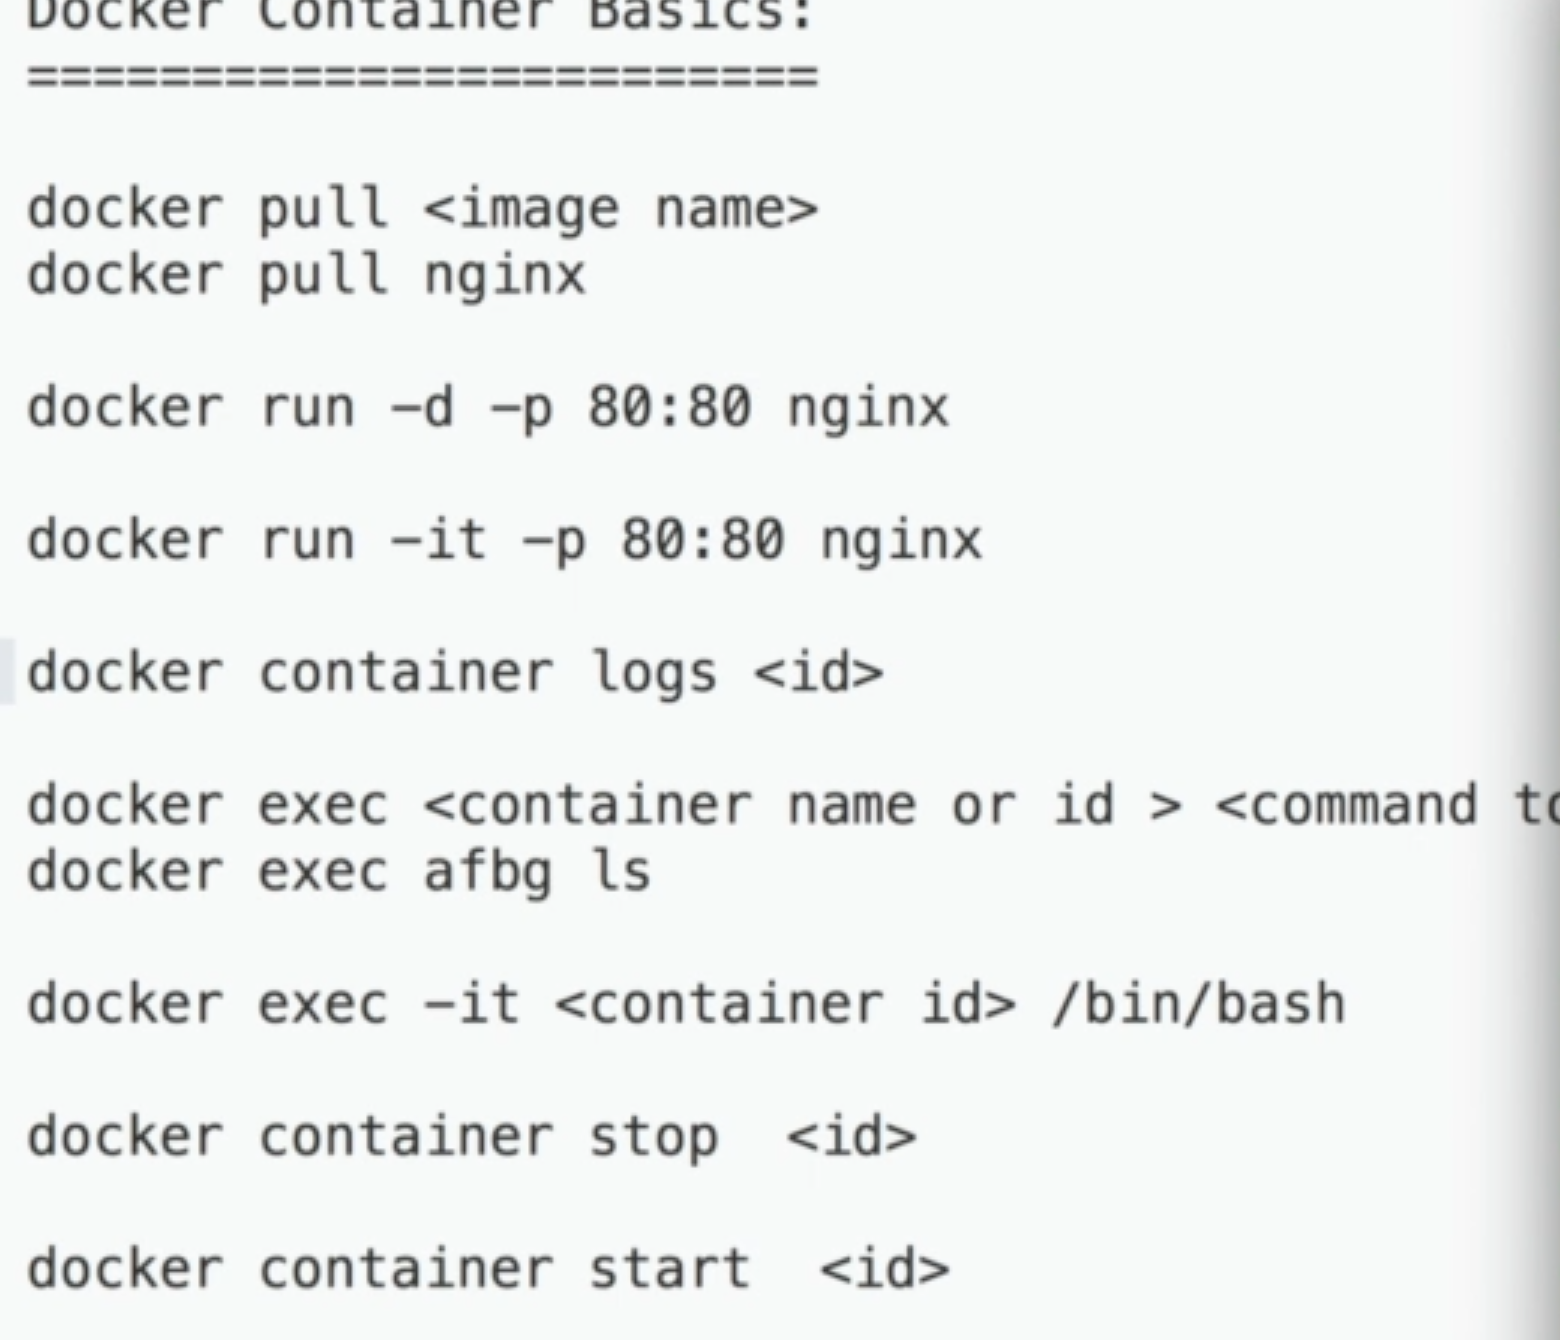 Docker Container Basics:
========================
docker pull <image name>
docker pull nginx
docker run -d -p 80:80 nginx
docker run -it -p 80:80 nginx
docker container logs <id>
docker exec <container name or id > <command to
docker exec afbg ls
docker exec -it <container id> /bin/bash
docker container stop  <id>
docker container start  <id>